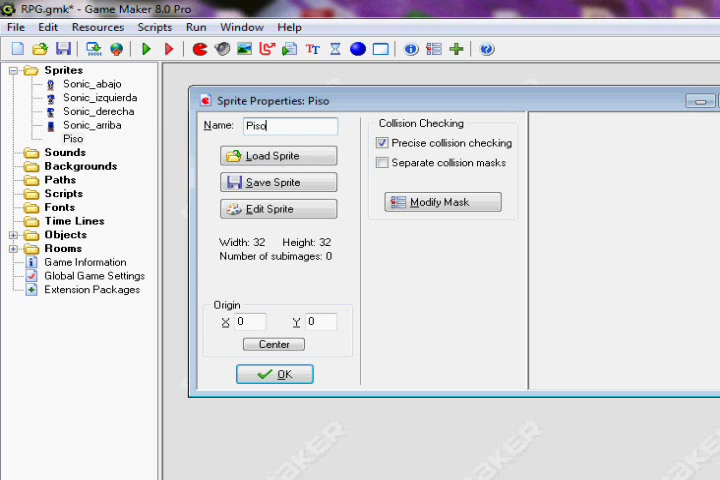 RPG.gmk* - Game Maker 8.0 Pro
File Edit Resources Scripts Run Window Help
Sprites
Sonic_abajo
Sonic_izquierda
Sonic_derecha
Sonic_arriba
Piso
Sounds
Backgrounds
Paths
Scripts
Fonts
Time Lines
Objects
Rooms
Game Information
Global Game Settings
Extension Packages
Sprite Properties: Piso
Name: Piso
Load Sprite
Save Sprite
Edit Sprite
Width: 32 Height: 32
Number of subimages: 0
Origin
X 0 Y 0
Center
OK
Collision Checking
Precise collision checking
Separate collision masks
Modify Mask